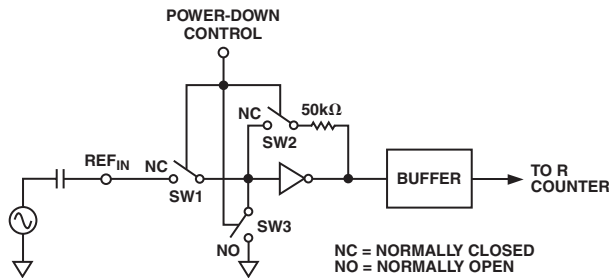 POWER-DOWN
CONTROL
NC
50kΩ
SW2
REFIN
NC
SW1
SW3
NO
BUFFER
TO R
COUNTER
NC = NORMALLY CLOSED
NO = NORMALLY OPEN